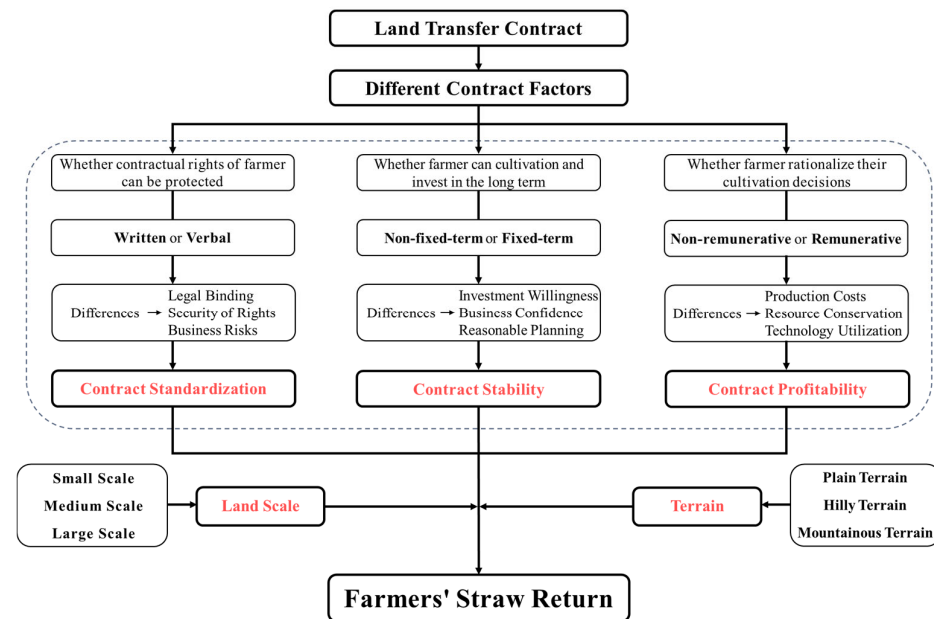 Land Transfer Contract
Different Contract Factors
Whether contractual rights of farmer
can be protected
Whether farmer can cultivation and
invest in the long term
Whether farmer rationalize their
cultivation decisions
Written or Verbal
Non-fixed-term or Fixed-term
Non-remunerative or Remunerative
Differences
Legal Binding
Security of Rights
Business Risks
Differences
Investment Willingness
Business Confidence
Reasonable Planning
Differences
Production Costs
Resource Conservation
Technology Utilization
Contract Standardization
Contract Stability
Contract Profitability
Small Scale
Medium Scale
Large Scale
Land Scale
Terrain
Plain Terrain
Hilly Terrain
Mountainous Terrain
Farmers' Straw Return